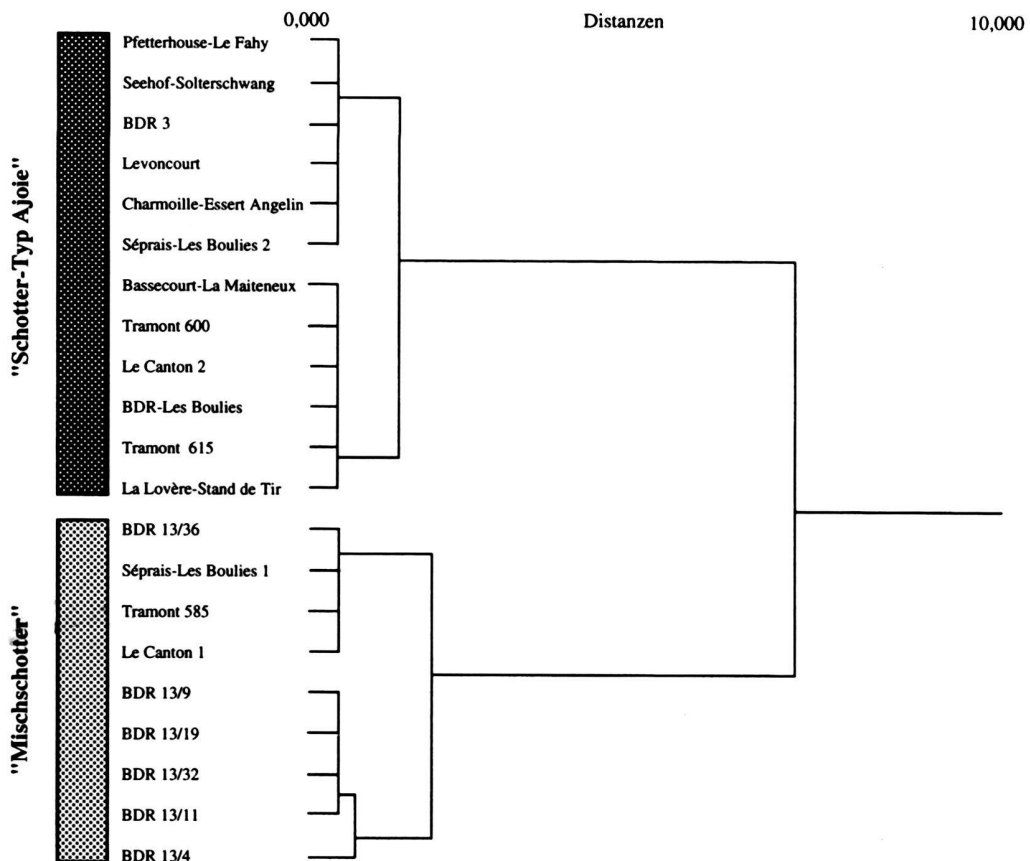 0,000 Distanzen 10,000
"Schotter-Typ Ajoie"
Pfetterhouse-Le Fahy
Seehof-Solterschwang
BDR 3
Levoncourt
Charmoille-Essert Angelin
Séprais-Les Boulies 2
Bassecourt-La Maiteneux
Tramont 600
Le Canton 2
BDR-Les Boulies
Tramont 615
La Lovère-Stand de Tir
"Mischschotter"
BDR 13/36
Séprais-Les Boulies 1
Tramont 585
Le Canton 1
BDR 13/9
BDR 13/19
BDR 13/32
BDR 13/11
BDR 13/4